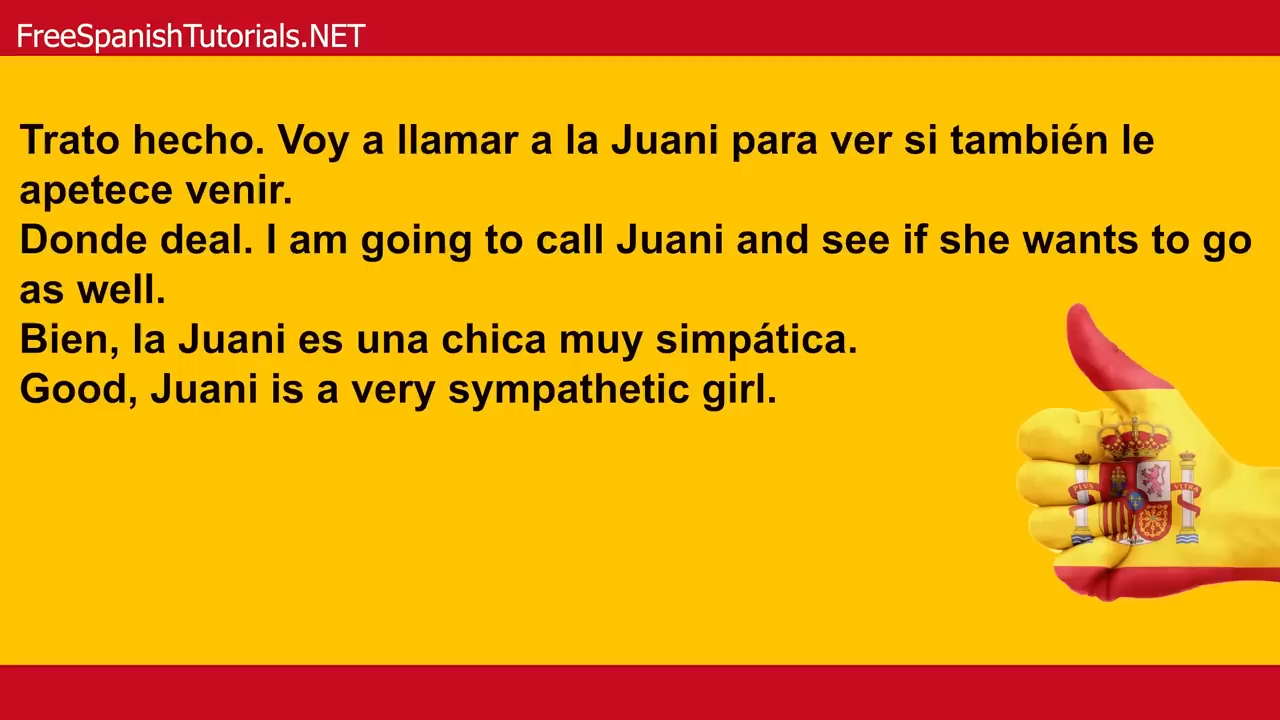 FreeSpanishTutorials.NET
Trato hecho. Voy a llamar a la Juani para ver si también le
apetece venir.
Donde deal. I am going to call Juani and see if she wants to go
as well.
Bien, la Juani es una chica muy simpática.
Good, Juani is a very sympathetic girl.
PLVS VLTRA